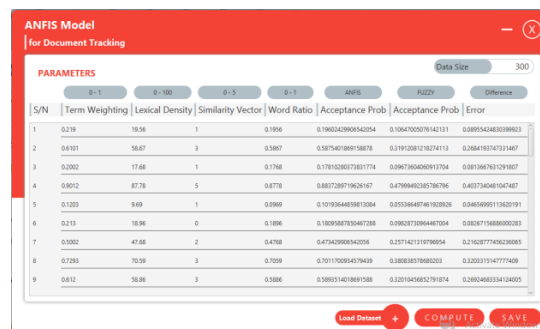 ANFIS Model
for Document Tracking
X
Data Size 300
PARAMETERS
0 - 1 0 - 100 0 - 5 0 - 1 ANFIS FUZZY Difference
S/N Term Weighting Lexical Density Similarity Vector Word Ratio Acceptance Prob Acceptance Prob Error
1 0.219 19.56 1 0.1956 0.19602429906542054 0.10647005076142131 0.0895542430399923
2 0.6101 58.67 3 0.5867 0.5875401869158878 0.31912081218274113 0.2684193747331467
3 0.2002 17.68 1 0.1768 0.17810280373831774 0.09673604060913704 0.0813667631291807
4 0.9012 87.78 5 0.8778 0.8837289719626167 0.47999492385786796 0.4037340481047487
5 0.1203 9.69 1 0.0969 0.10193644859813084 0.055366497461928926 0.04656995113620191
6 0.213 18.96 0 0.1896 0.18095887850467288 0.09828730964467004 0.08267156886000283
7 0.5002 47.68 2 0.4768 0.473429906542056 0.2571421319796954 0.21628777456236065
8 0.7293 70.59 3 0.7059 0.7011700934579439 0.380838578680203 0.3203315147777409
9 0.612 58.86 3 0.5886 0.5893514018691588 0.32010456852791874 0.26924683334124005
Load Dataset + COMPUTE SAVE